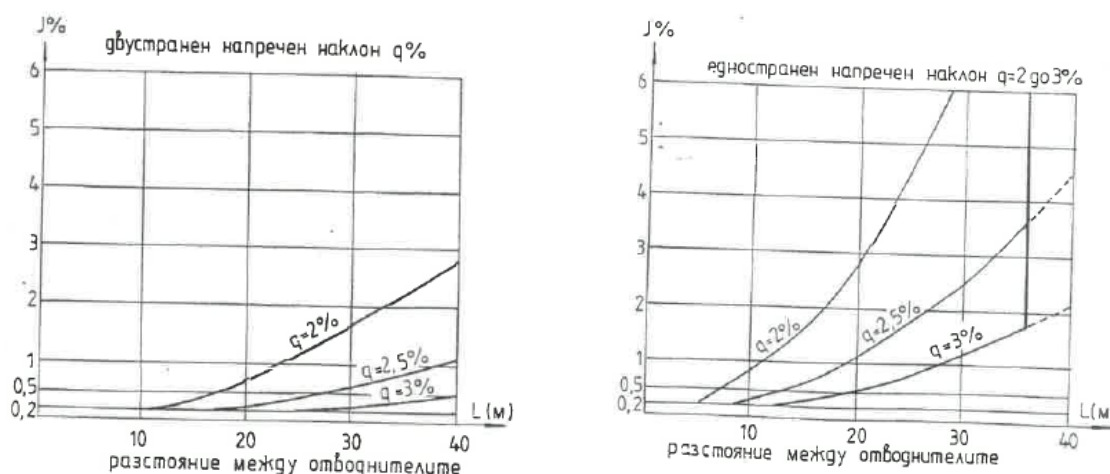 J%
двустранен напречен наклон q%
6
5
4
3
2
1
0,5
0,2
q=2%
q=2,5%
q=3%
L(м)
10 20 30 40
разстояние между отводнителите
J%
едностранен напречен наклон q=2 до 3%
6
5
4
3
2
1
0,5
0,2
q=2%
q=2,5%
q=3%
L(м
10 20 30 40
разстояние между отводнителите